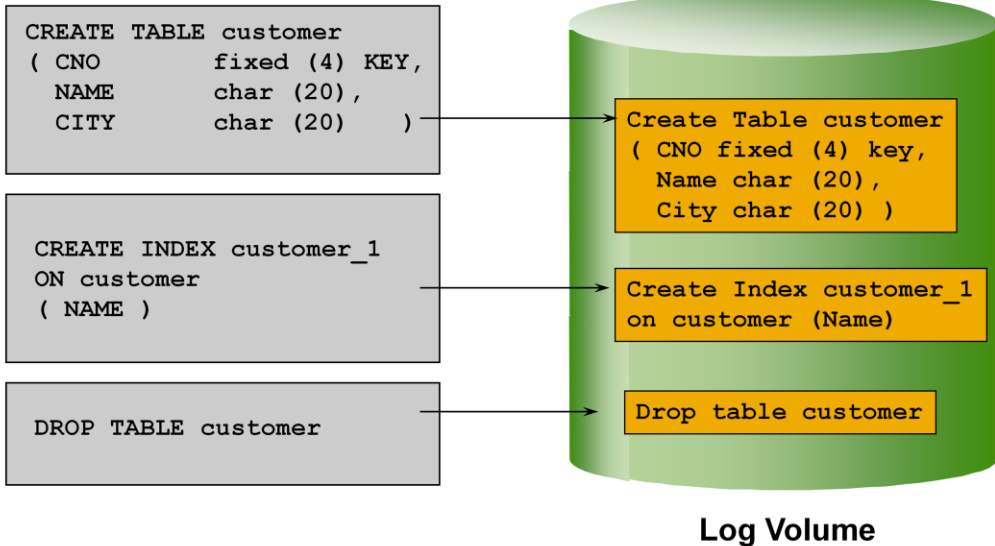 CREATE TABLE customer
( CNO fixed (4) KEY,
NAME char (20),
CITY char (20) )
CREATE INDEX customer_1
ON customer
( NAME )
DROP TABLE customer
Create Table customer
( CNO fixed (4) key,
Name char (20),
City char (20) )
Create Index customer_1
on customer (Name)
Drop table customer
Log Volume